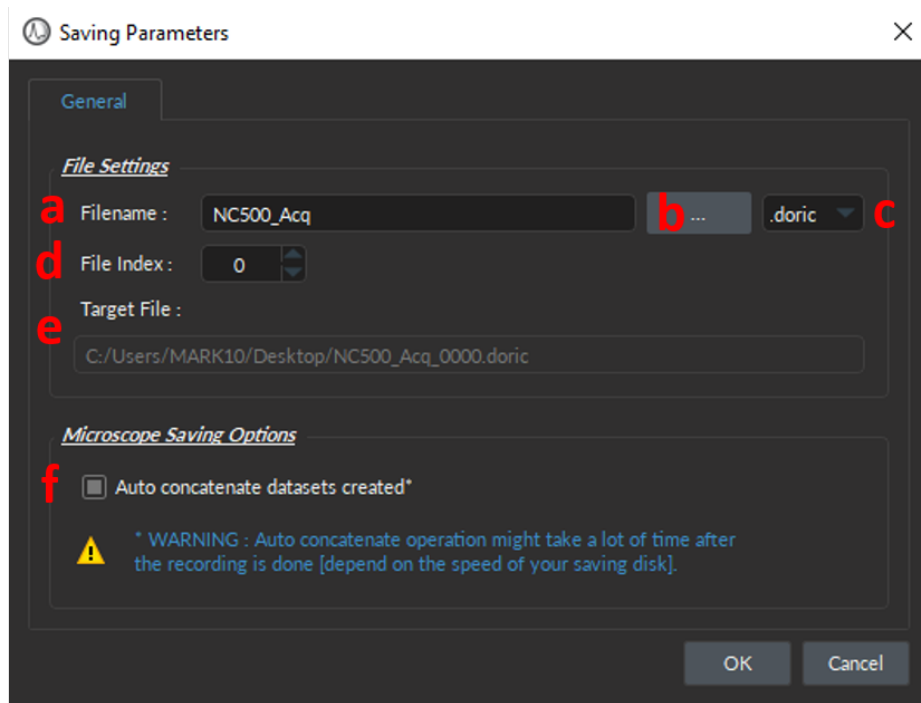 Saving Parameters
General
File Settings
a Filename : NC500_Acq b ... .doric c
d File Index : 0
Target File :
e
C:/Users/MARK10/Desktop/NC500_Acq_0000.doric
Microscope Saving Options
f Auto concatenate datasets created*
* WARNING : Auto concatenate operation might take a lot of time after
the recording is done [depend on the speed of your saving disk].
OK Cancel